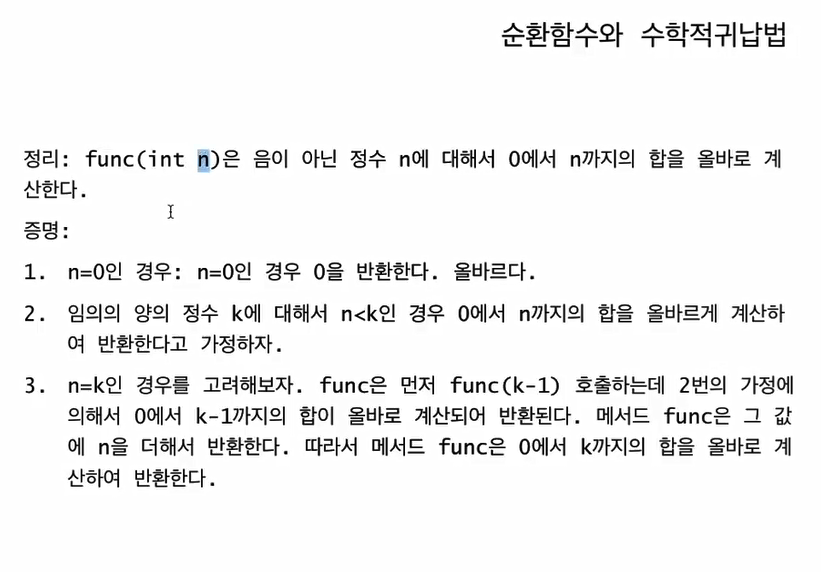 순환함수와 수학적귀납법
정리: func(int n)은 음이 아닌 정수 n에 대해서 0에서 n까지의 합을 올바로 계
산한다.
증명:
1. n=0인 경우: n=0인 경우 0을 반환한다. 올바르다.
2. 임의의 양의 정수 k에 대해서 n<k인 경우 0에서 n까지의 합을 올바르게 계산하
여 반환한다고 가정하자.
3. n=k인 경우를 고려해보자. func은 먼저 func(k-1) 호출하는데 2번의 가정에
의해서 0에서 k-1까지의 합이 올바로 계산되어 반환된다. 메서드 func은 그 값
에 n을 더해서 반환한다. 따라서 메서드 func은 0에서 k까지의 합을 올바로 계
산하여 반환한다.